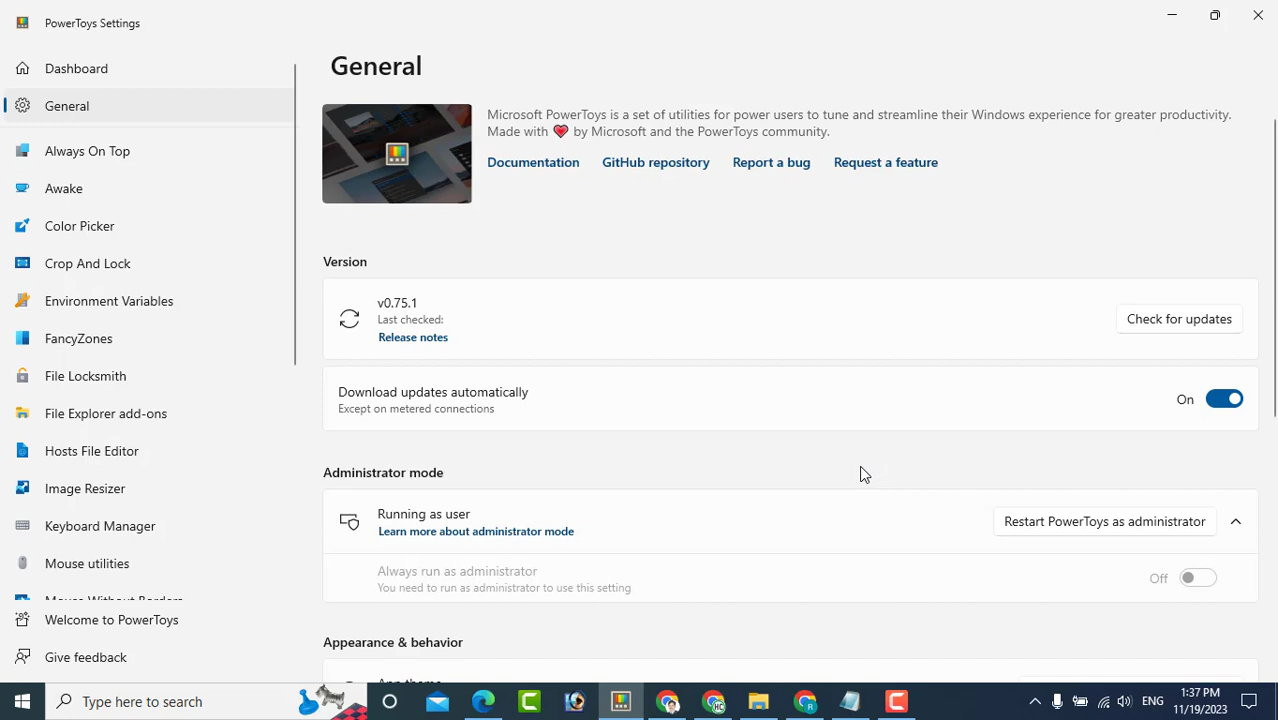 PowerToys Settings
Dashboard
General
Always On Top
Awake
Color Picker
Crop And Lock
Environment Variables
FancyZones
File Locksmith
File Explorer add-ons
Hosts File Editor
Image Resizer
Keyboard Manager
Mouse utilities
Mouse Without Borders
Welcome to PowerToys
Give feedback
General
Microsoft PowerToys is a set of utilities for power users to tune and streamline their Windows experience for greater productivity.
Made with ❤️ by Microsoft and the PowerToys community.
Documentation GitHub repository Report a bug Request a feature
Version
v0.75.1
Last checked:
Release notes
Check for updates
Download updates automatically
Except on metered connections
On
Administrator mode
Running as user
Learn more about administrator mode
Restart PowerToys as administrator
Always run as administrator
You need to run as administrator to use this setting
Off
Appearance & behavior
App theme
Type here to search
ENG
1:37 PM
11/19/2023